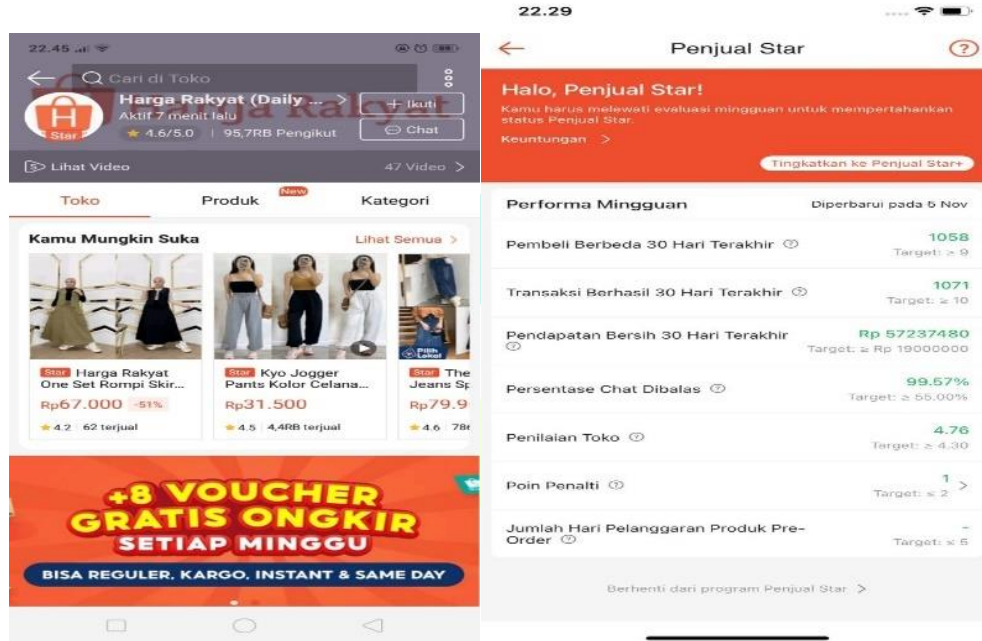 22.45
Cari di Toko
Harga Rakyat
Harga Rakyat (Daily ... >
Aktif 7 menit lalu
4.6/5.0 | 95,7RB Pengikut
+ Ikuti
Chat
Star
Lihat Video
47 Video >
Toko
Produk
New
Kategori
Kamu Mungkin Suka
Lihat Semua >
Pilih Lokal
Star Harga Rakyat
One Set Rompi Skir...
Rp67.000 -51%
4.2 62 terjual
Star Kyo Jogger
Pants Kolor Celana...
Rp31.500
4.5 4,4RB terjual
Star The
Jeans Sp
Rp79.9
4.6 786
+8 VOUCHER
GRATIS ONGKIR
SETIAP MINGGU
BISA REGULER, KARGO, INSTANT & SAME DAY
22.29
Penjual Star
Halo, Penjual Star!
Kamu harus melewati evaluasi mingguan untuk mempertahankan
status Penjual Star.
Keuntungan >
Tingkatkan ke Penjual Star+
Performa Mingguan
Diperbarui pada 5 Nov
Pembeli Berbeda 30 Hari Terakhir
1058
Target: ≥ 9
Transaksi Berhasil 30 Hari Terakhir
1071
Target: ≥ 10
Pendapatan Bersih 30 Hari Terakhir
Rp 57237480
Target: ≥ Rp 19000000
Persentase Chat Dibalas
99.57%
Target: ≥ 55.00%
Penilaian Toko
4.76
Target: ≥ 4.30
Poin Penalti
1 >
Target: ≤ 2
Jumlah Hari Pelanggaran Produk Pre-
Order
-
Target: ≤ 5
Berhenti dari program Penjual Star >